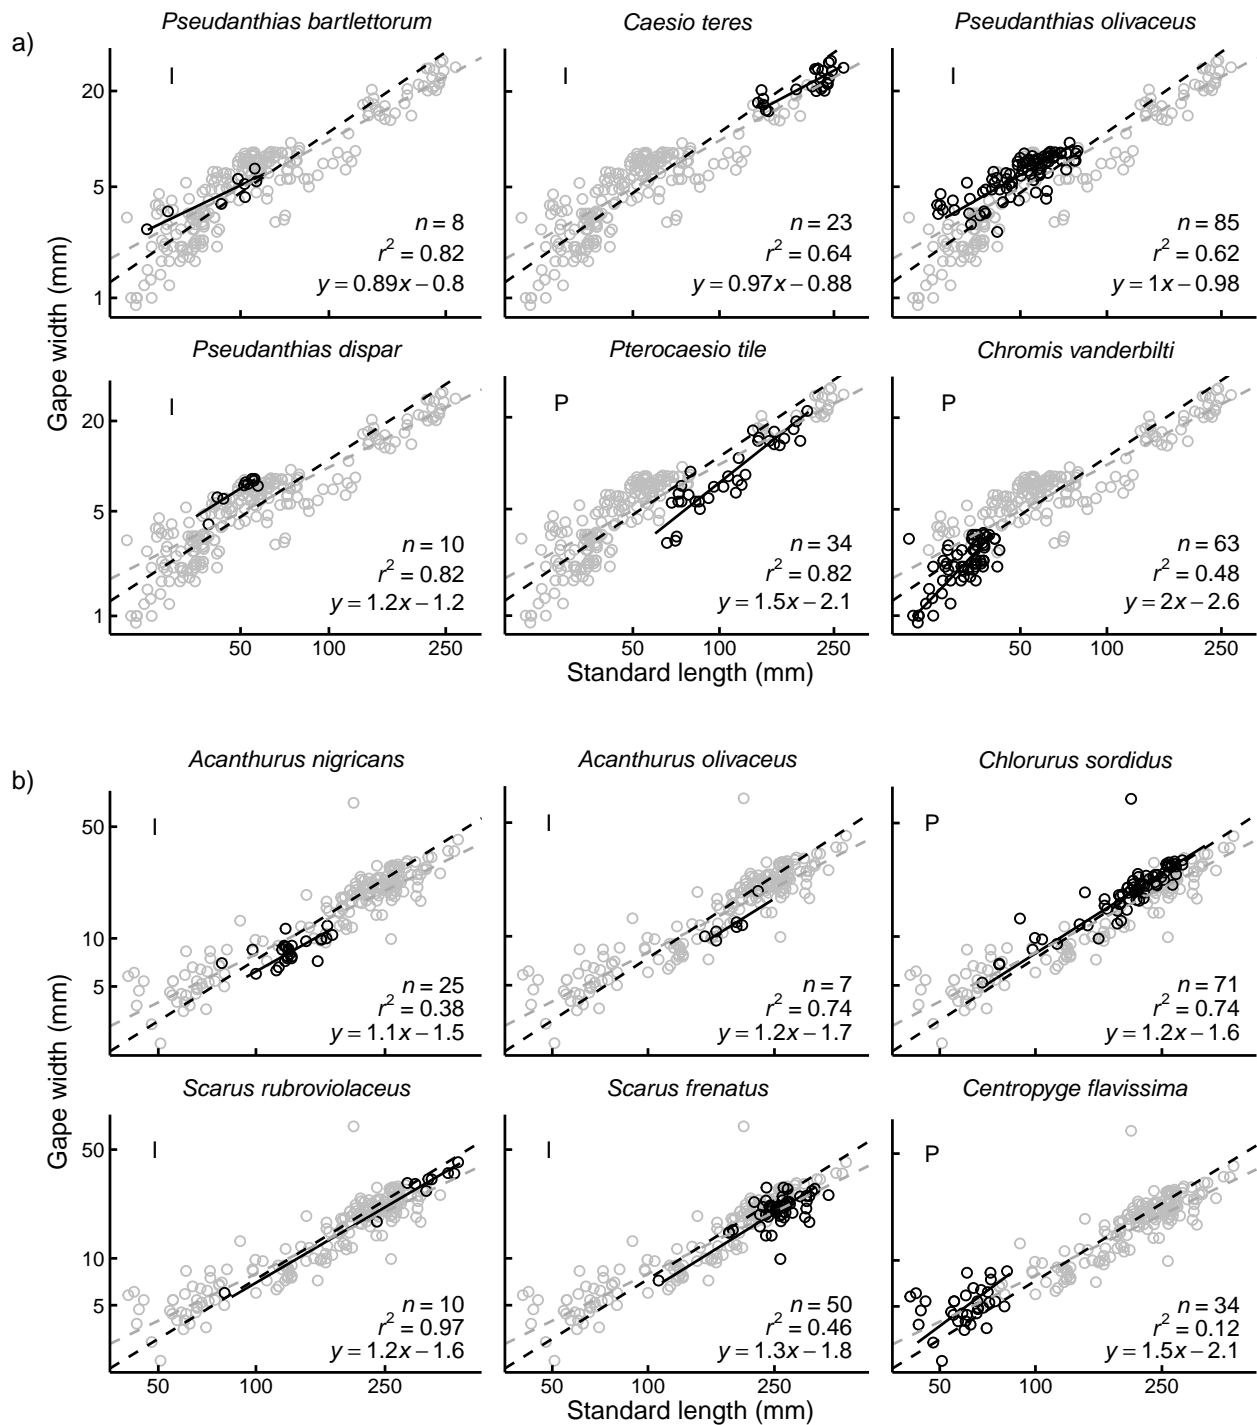 a)
Pseudanthias bartlettorum
Caesio teres
Pseudanthias olivaceus
Gape width (mm)
I
20
5
1
n = 8
r² = 0.82
y = 0.89x − 0.8
I
n = 23
r² = 0.64
y = 0.97x − 0.88
I
n = 85
r² = 0.62
y = 1x − 0.98
Pseudanthias dispar
Pterocaesio tile
Chromis vanderbilti
I
20
5
1
n = 10
r² = 0.82
y = 1.2x − 1.2
50 100 250
P
n = 34
r² = 0.82
y = 1.5x − 2.1
50 100 250
P
n = 63
r² = 0.48
y = 2x − 2.6
50 100 250
Standard length (mm)
b)
Acanthurus nigricans
Acanthurus olivaceus
Chlorurus sordidus
Gape width (mm)
I
50
10
5
n = 25
r² = 0.38
y = 1.1x − 1.5
I
n = 7
r² = 0.74
y = 1.2x − 1.7
P
n = 71
r² = 0.74
y = 1.2x − 1.6
50 100 250
Scarus rubroviolaceus
Scarus frenatus
Centropyge flavissima
I
50
10
5
n = 10
r² = 0.97
y = 1.2x − 1.6
50 100 250
I
n = 50
r² = 0.46
y = 1.3x − 1.8
50 100 250
P
n = 34
r² = 0.12
y = 1.5x − 2.1
50 100 250
Standard length (mm)